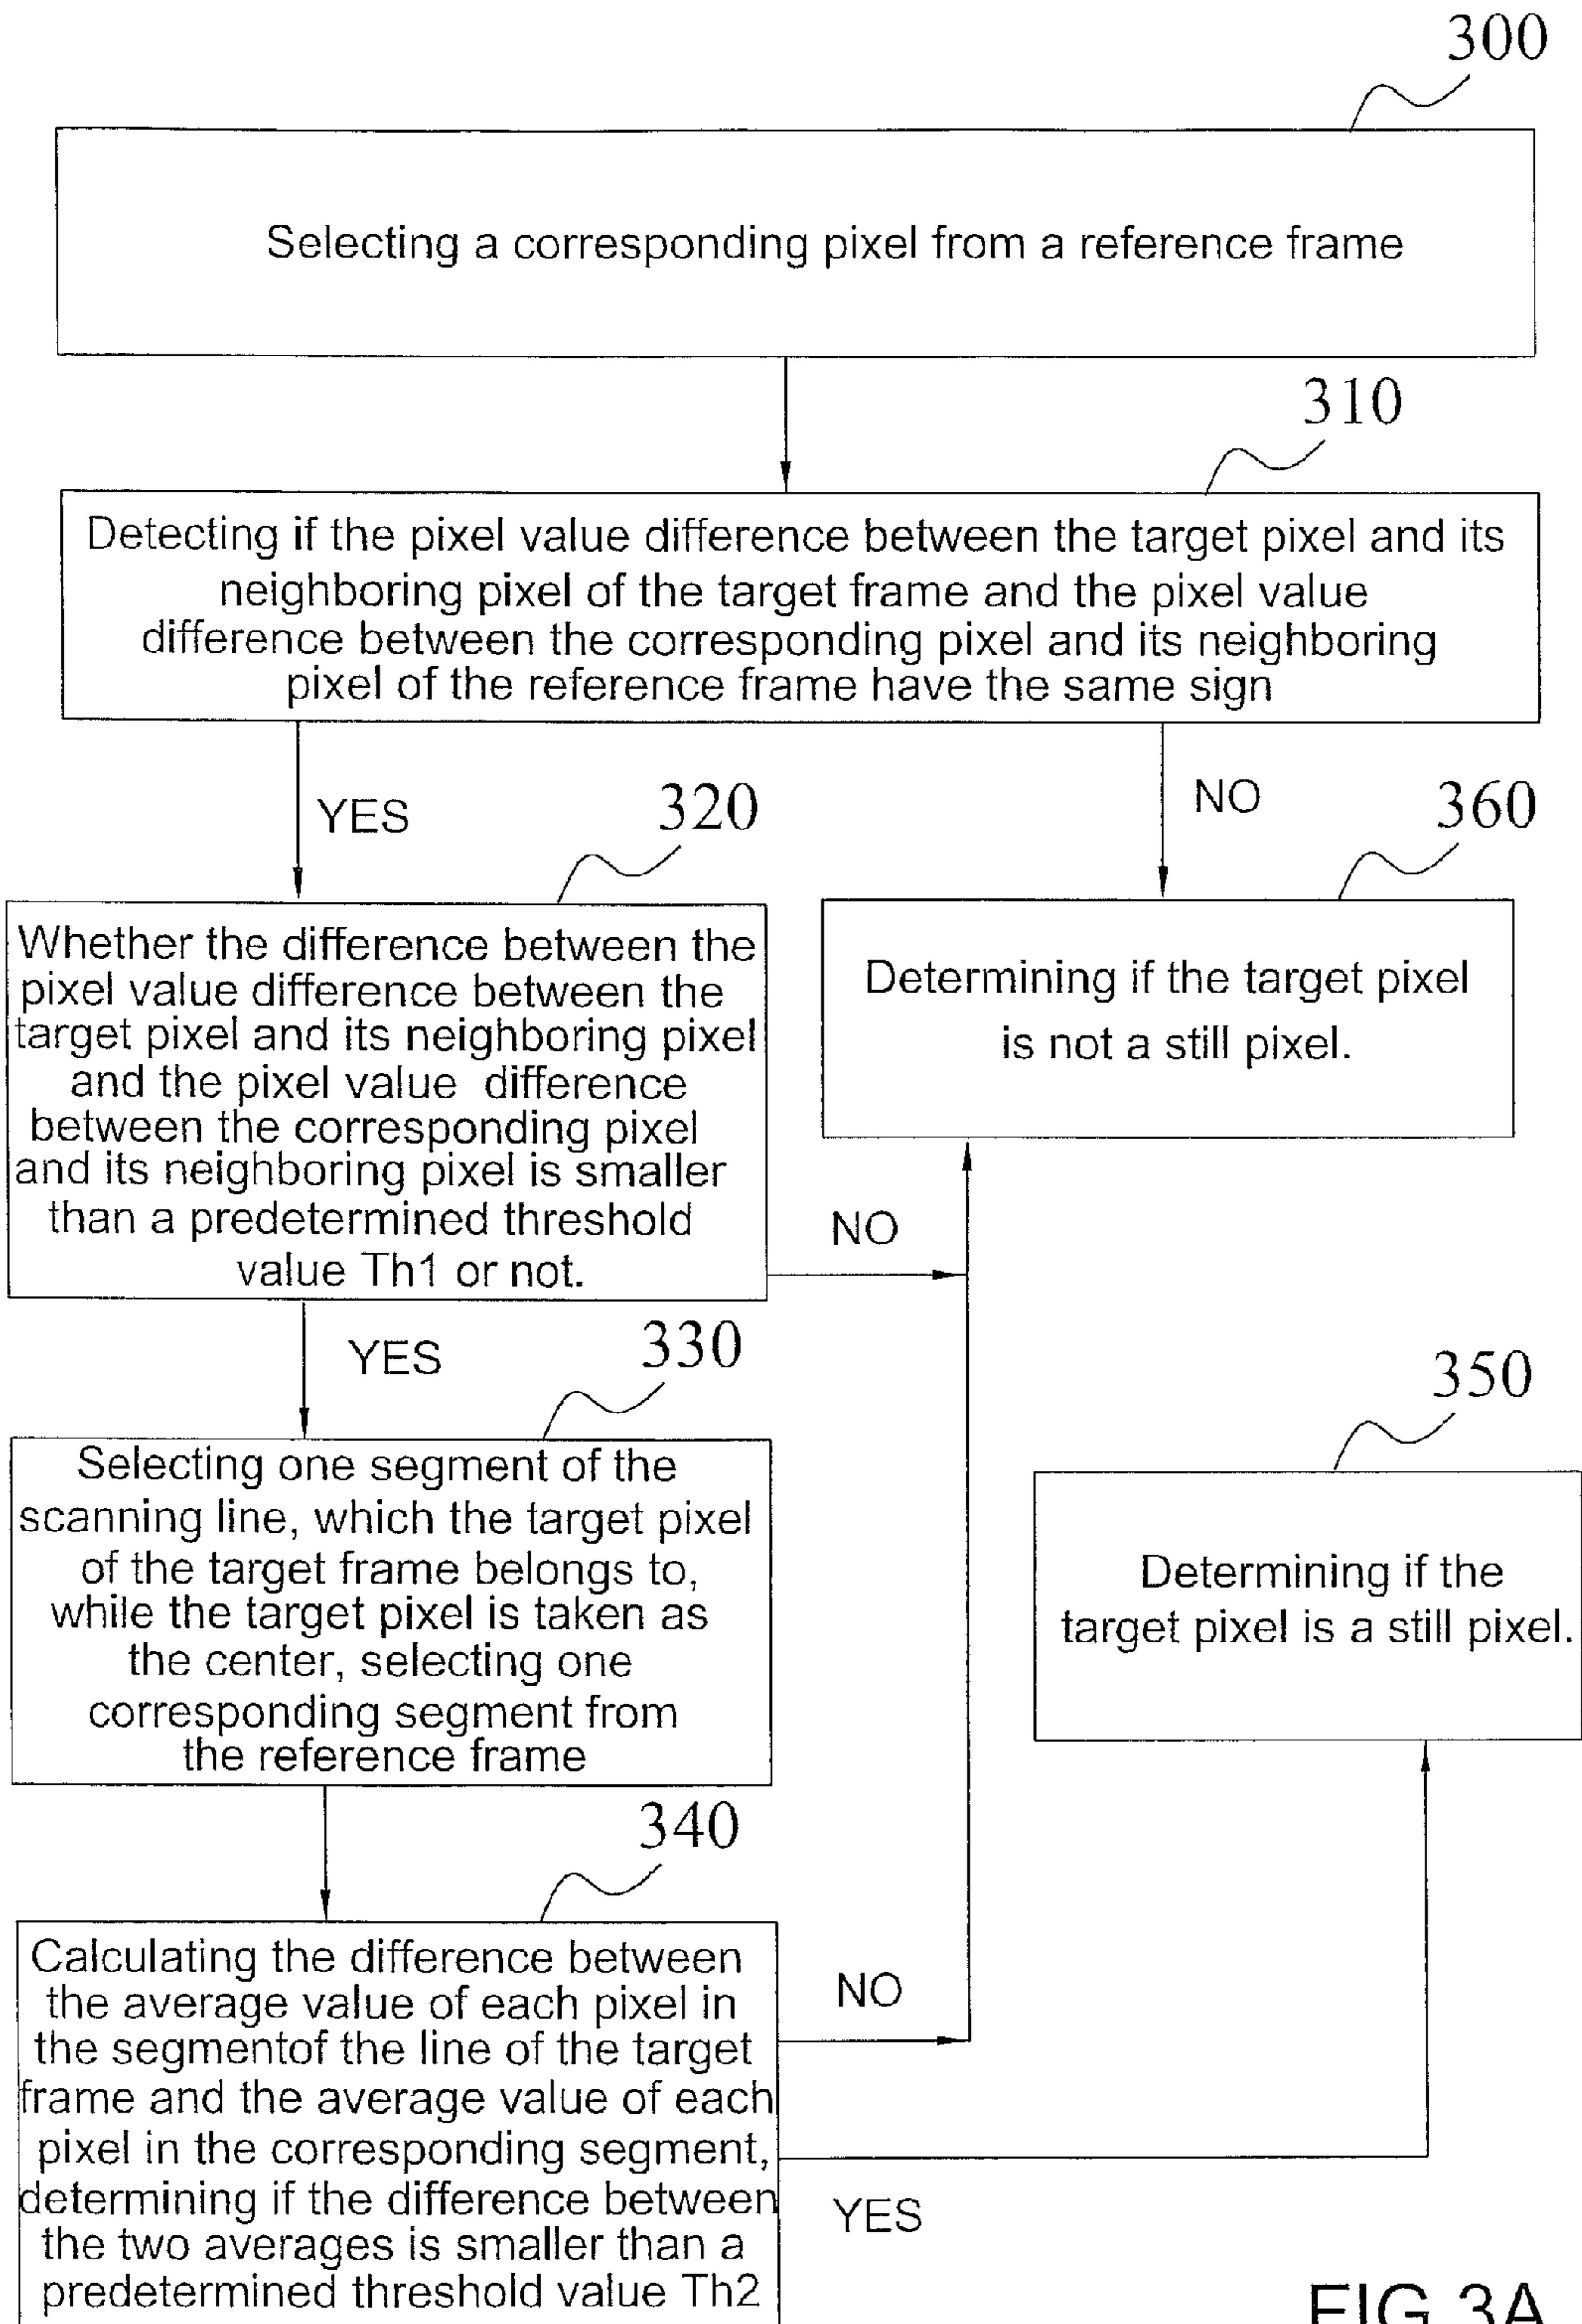 300
Selecting a corresponding pixel from a reference frame
310
Detecting if the pixel value difference between the target pixel and its
neighboring pixel of the target frame and the pixel value
difference between the corresponding pixel and its neighboring
pixel of the reference frame have the same sign
YES
320
NO
360
Whether the difference between the
pixel value difference between the
target pixel and its neighboring pixel
and the pixel value difference
between the corresponding pixel
and its neighboring pixel is smaller
than a predetermined threshold
value Th1 or not.
Determining if the target pixel
is not a still pixel.
NO
YES
330
350
Selecting one segment of the
scanning line, which the target pixel
of the target frame belongs to,
while the target pixel is taken as
the center, selecting one
corresponding segment from
the reference frame
Determining if the
target pixel is a still pixel.
340
Calculating the difference between
the average value of each pixel in
the segmentof the line of the target
frame and the average value of each
pixel in the corresponding segment,
determining if the difference between
the two averages is smaller than a
predetermined threshold value Th2
NO
YES
FIG.3A